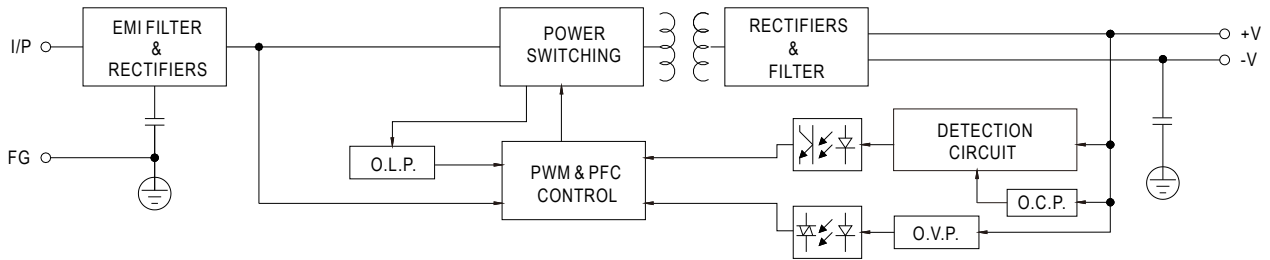 I/P
EMI FILTER
&
RECTIFIERS
POWER
SWITCHING
RECTIFIERS
&
FILTER
+V
-V
FG
O.L.P.
PWM & PFC
CONTROL
DETECTION
CIRCUIT
O.C.P.
O.V.P.